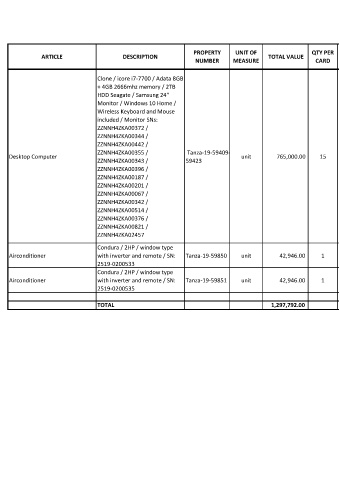 ARTICLE DESCRIPTION PROPERTY NUMBER UNIT OF MEASURE TOTAL VALUE QTY PER CARD
Desktop Computer
Clone / icore i7-7700 / Adata 8GB
+ 4GB 2666mhz memory / 2TB
HDD Seagate / Samsung 24"
Monitor / Windows 10 Home /
Wireless Keyboard and Mouse
included / Monitor SNs:
ZZNNH4ZKA00372 /
ZZNNH4ZKA00344 /
ZZNNH4ZKA00442 /
ZZNNH4ZKA00355 /
ZZNNH4ZKA00343 /
ZZNNH4ZKA00396 /
ZZNNH4ZKA00187 /
ZZNNH4ZKA00201 /
ZZNNH4ZKA00067 /
ZZNNH4ZKA00342 /
ZZNNH4ZKA00514 /
ZZNNH4ZKA00376 /
ZZNNH4ZKA00821 /
ZZNNH4ZKA02457
Tanza-19-59409-
59423
unit 765,000.00 15
Airconditioner
Condura / 2HP / window type
with inverter and remote / SN:
2519-0200533
Tanza-19-59850 unit 42,946.00 1
Airconditioner
Condura / 2HP / window type
with inverter and remote / SN:
2519-0200535
Tanza-19-59851 unit 42,946.00 1
TOTAL 1,297,792.00